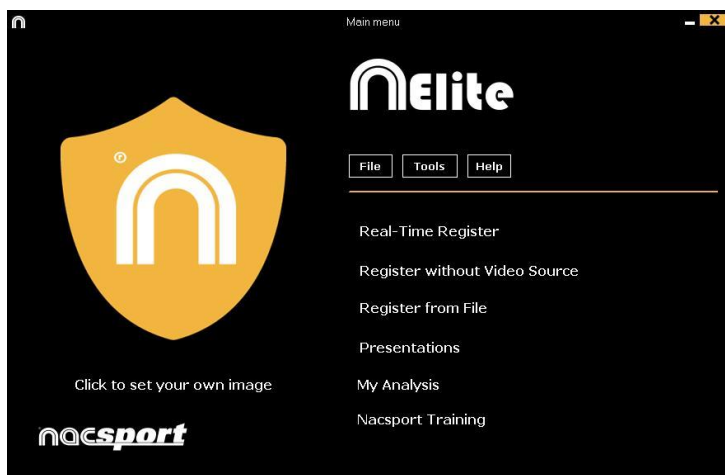 Main menu
nElite
File Tools Help
Real-Time Register
Register without Video Source
Register from File
Presentations
My Analysis
Nacsport Training
Click to set your own image
nacsport